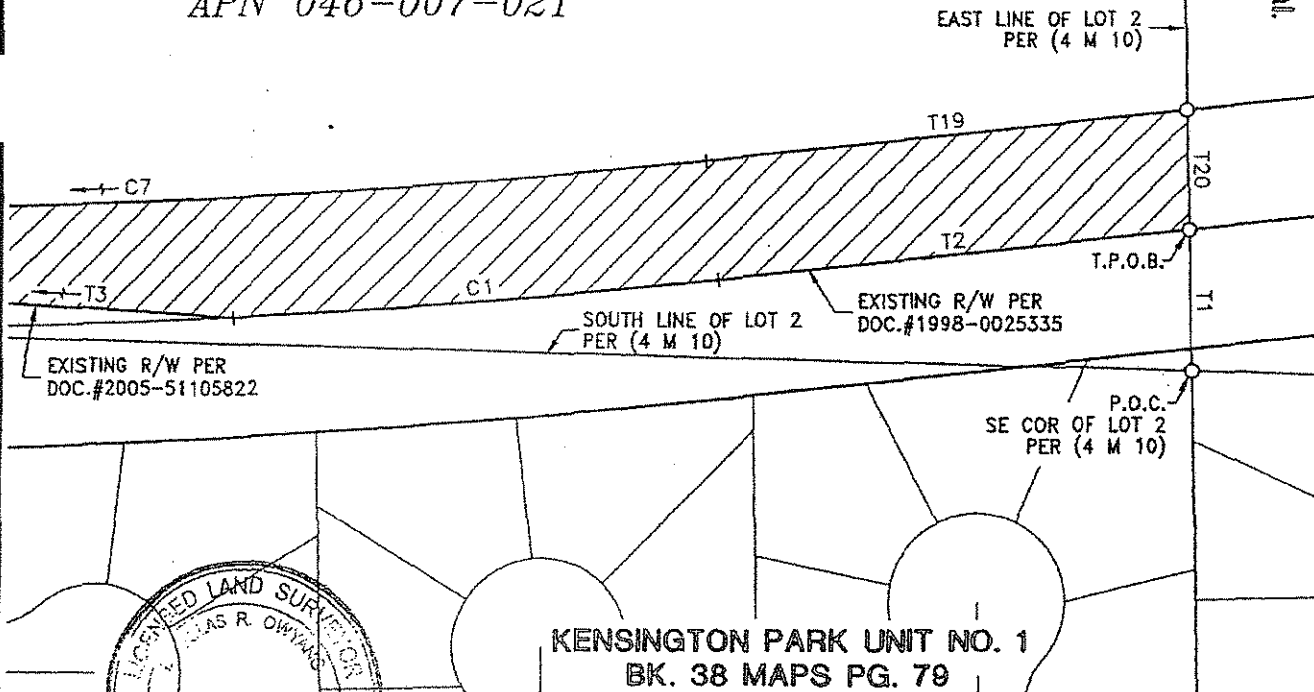 APN 046-007-021
EAST LINE OF LOT 2
PER (4 M 10)
T19
C7
T20
T2
T.P.O.B.
T3
C1
T1
EXISTING R/W PER
DOC.#1998-0025335
SOUTH LINE OF LOT 2
PER (4 M 10)
EXISTING R/W PER
DOC.#2005-51105822
P.O.C.
SE COR OF LOT 2
PER (4 M 10)
LICENSED LAND SURVEYOR
R. OWYANG
KENSINGTON PARK UNIT NO. 1
BK. 38 MAPS PG. 79